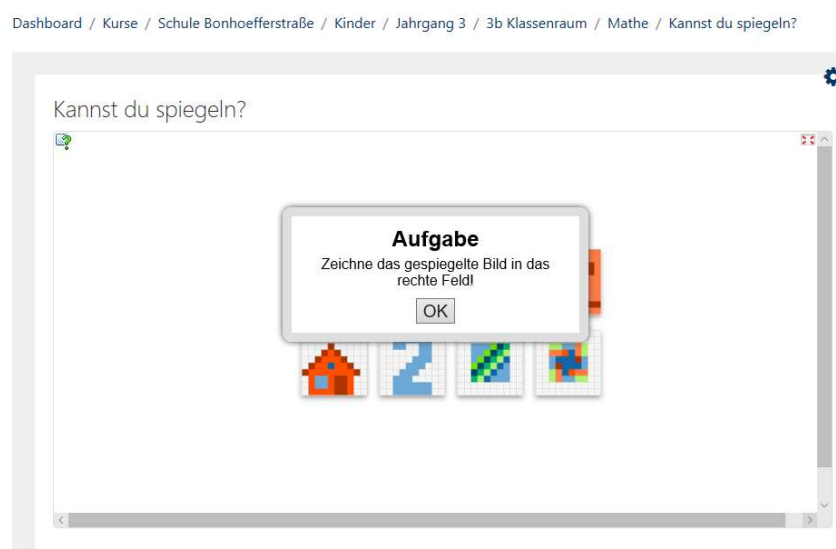 Dashboard / Kurse / Schule Bonhoefferstraße / Kinder / Jahrgang 3 / 3b Klassenraum / Mathe / Kannst du spiegeln?
Kannst du spiegeln?
Aufgabe
Zeichne das gespiegelte Bild in das
rechte Feld!
OK